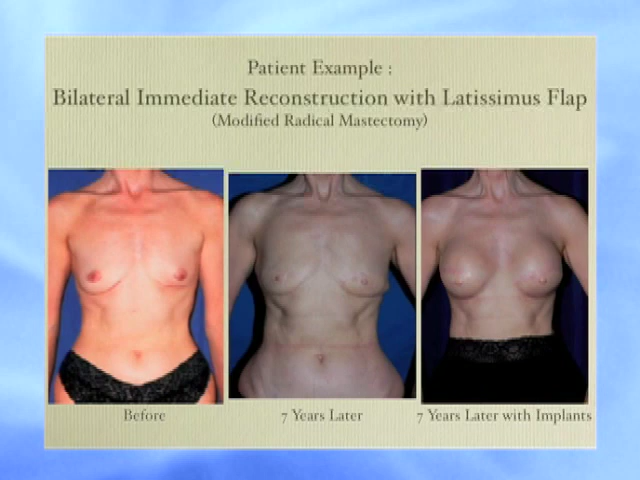 Patient Example :
Bilateral Immediate Reconstruction with Latissimus Flap
(Modified Radical Mastectomy)
Before
7 Years Later
7 Years Later with Implants